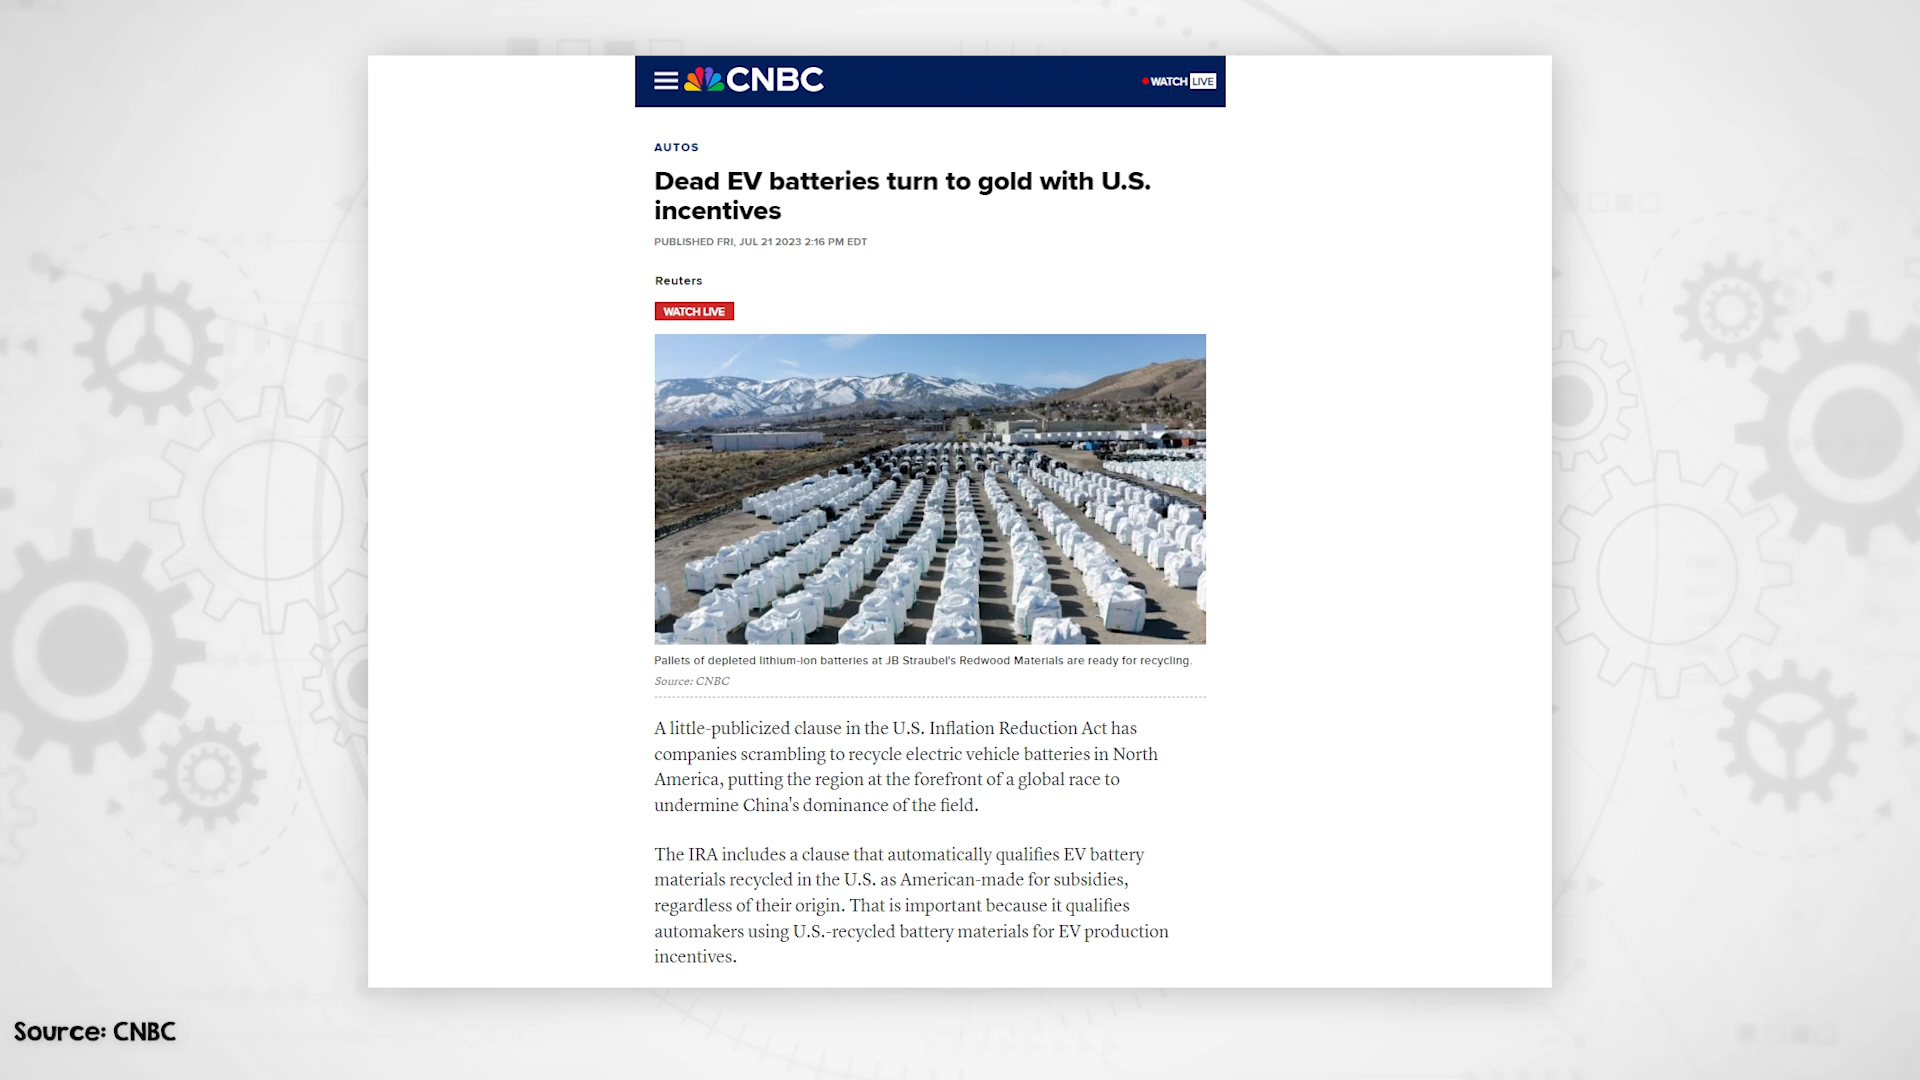 CNBC
WATCH LIVE
AUTOS
Dead EV batteries turn to gold with U.S.
incentives
PUBLISHED FRI, JUL 21 2023 2:16 PM EDT
Reuters
WATCH LIVE
Pallets of depleted lithium-ion batteries at JB Straubel's Redwood Materials are ready for recycling.
Source: CNBC
A little-publicized clause in the U.S. Inflation Reduction Act has
companies scrambling to recycle electric vehicle batteries in North
America, putting the region at the forefront of a global race to
undermine China's dominance of the field.
The IRA includes a clause that automatically qualifies EV battery
materials recycled in the U.S. as American-made for subsidies,
regardless of their origin. That is important because it qualifies
automakers using U.S.-recycled battery materials for EV production
incentives.
Source: CNBC